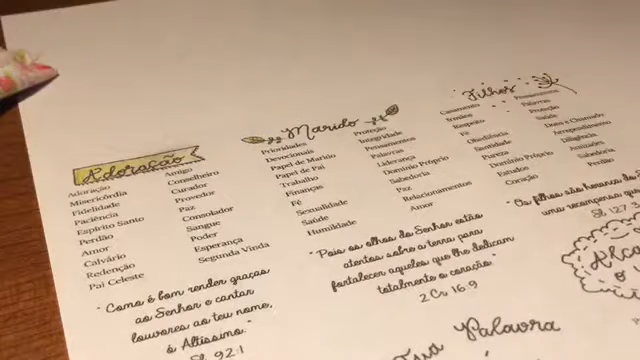 Adoração
Adoração
Misericórdia
Fidelidade
Paciência
Espírito Santo
Perdão
Amor
Calvário
Redenção
Pai Celeste
Amigo
Conselheiro
Curador
Provedor
Paz
Consolador
Sangue
Poder
Esperança
Segunda Vinda
"Como é bom render graças
ao Senhor e cantar
louvores ao teu nome,
ó Altíssimo."
Sl 92:1
Marido
Prioridades
Devocionais
Papel de Marido
Papel de Pai
Trabalho
Finanças
Fé
Sexualidade
Saúde
Humildade
Proteção
Integridade
Pensamentos
Palavras
Liderança
Domínio Próprio
Sabedoria
Paz
Relacionamentos
Amor
"Pois os olhos do Senhor estão
atentos sobre a terra para
fortalecer aqueles que lhe dedicam
totalmente o coração."
2 Cr 16:9
Filhos
Casamento
Respeito
Fé
Obediência
Santidade
Pureza
Estudos
Coração
Pensamentos
Palavras
Proteção
Saúde
Dons e Chamado
Arrependimento
Diligência
Domínio Próprio
Amizades
Sabedoria
Perdão
"Os filhos são herança do
uma recompensa
Sl 127:3
o
Tua Palavra